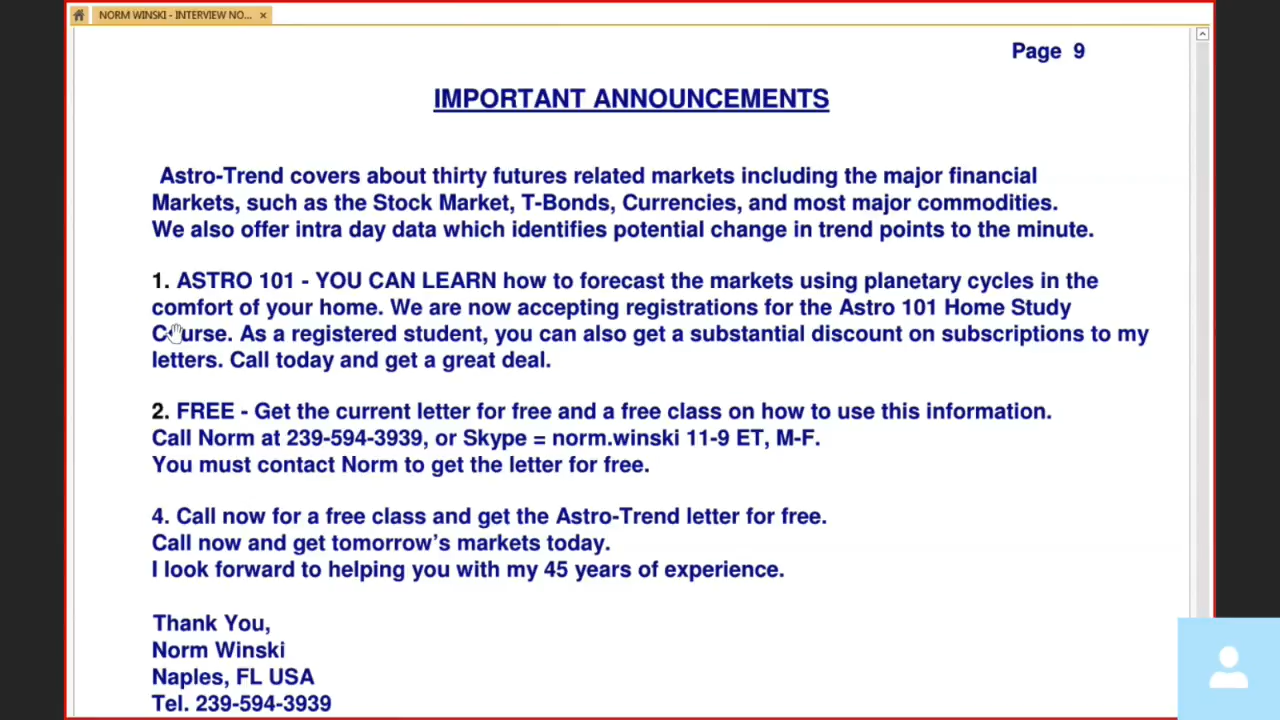 NORM WINSKI - INTERVIEW NO...
Page 9
IMPORTANT ANNOUNCEMENTS
Astro-Trend covers about thirty futures related markets including the major financial
Markets, such as the Stock Market, T-Bonds, Currencies, and most major commodities.
We also offer intra day data which identifies potential change in trend points to the minute.
1. ASTRO 101 - YOU CAN LEARN how to forecast the markets using planetary cycles in the
comfort of your home. We are now accepting registrations for the Astro 101 Home Study
Course. As a registered student, you can also get a substantial discount on subscriptions to my
letters. Call today and get a great deal.
2. FREE - Get the current letter for free and a free class on how to use this information.
Call Norm at 239-594-3939, or Skype = norm.winski 11-9 ET, M-F.
You must contact Norm to get the letter for free.
4. Call now for a free class and get the Astro-Trend letter for free.
Call now and get tomorrow’s markets today.
I look forward to helping you with my 45 years of experience.
Thank You,
Norm Winski
Naples, FL USA
Tel. 239-594-3939